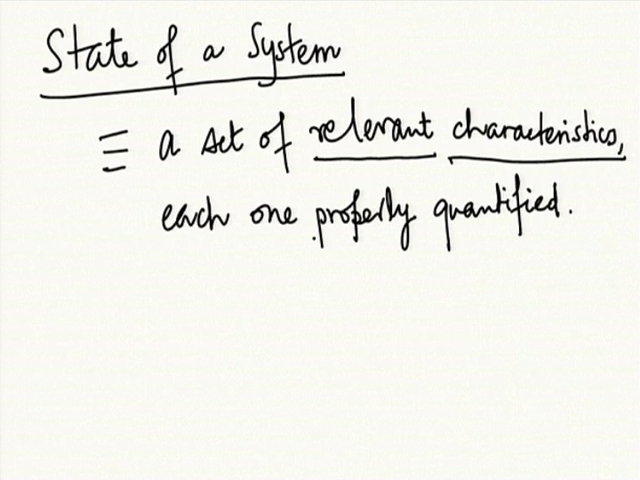 State of a System
≡ a set of relevant characteristics,
each one properly quantified.